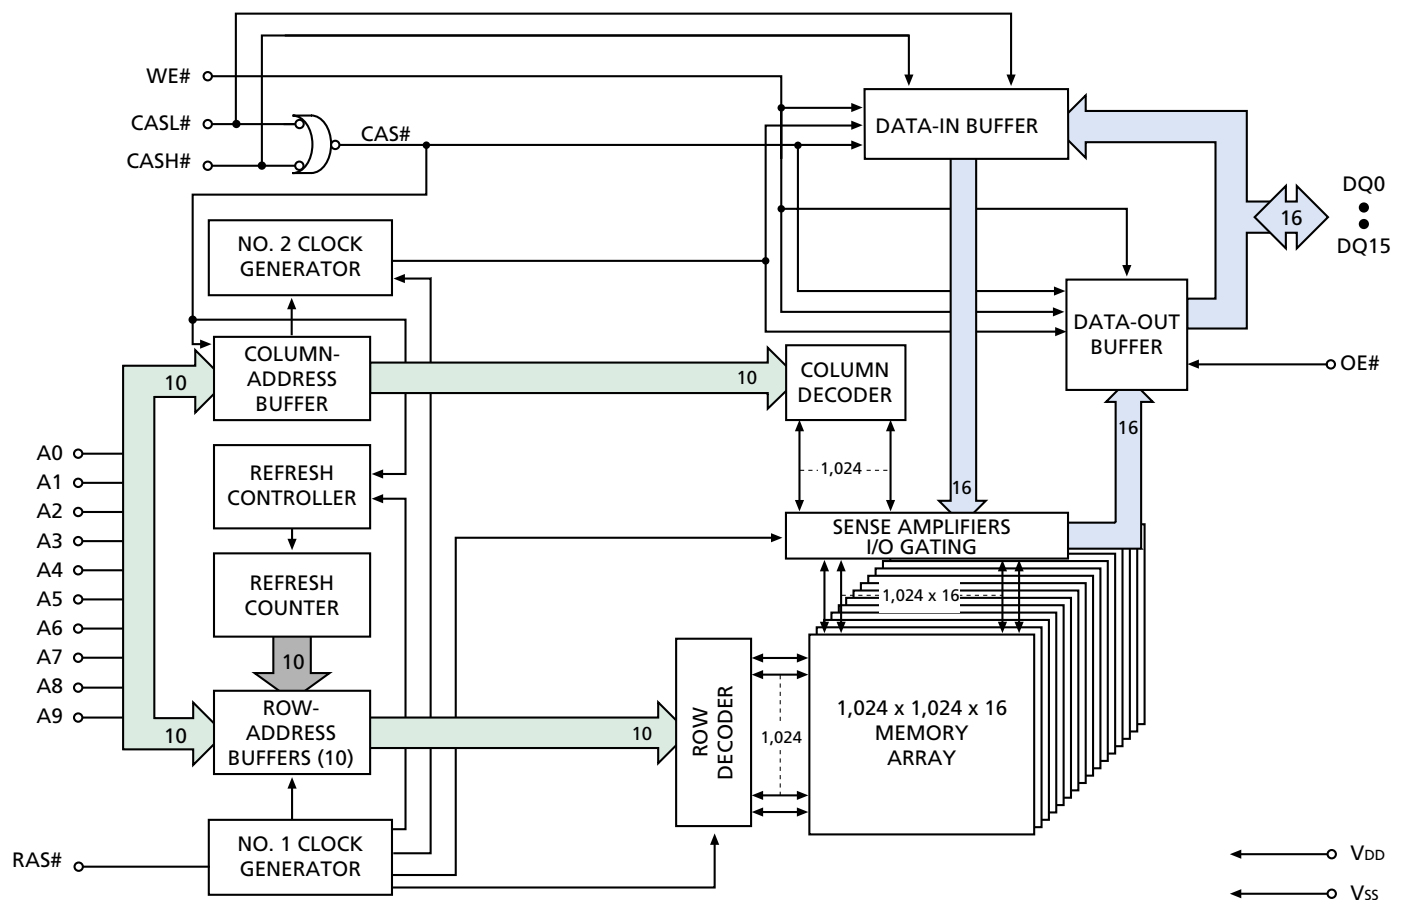 WE#
CASL#
CASH#
CAS#
DATA-IN BUFFER
DQ0
16
DQ15
NO. 2 CLOCK
GENERATOR
DATA-OUT
BUFFER
OE#
COLUMN-
ADDRESS
BUFFER
10
10
COLUMN
DECODER
16
A0
A1
A2
A3
A4
A5
A6
A7
A8
A9
REFRESH
CONTROLLER
1,024
16
SENSE AMPLIFIERS
I/O GATING
REFRESH
COUNTER
1,024 x 16
10
ROW-
ADDRESS
BUFFERS (10)
10
10
ROW
DECODER
1,024
1,024 x 1,024 x 16
MEMORY
ARRAY
RAS#
NO. 1 CLOCK
GENERATOR
VDD
VSS